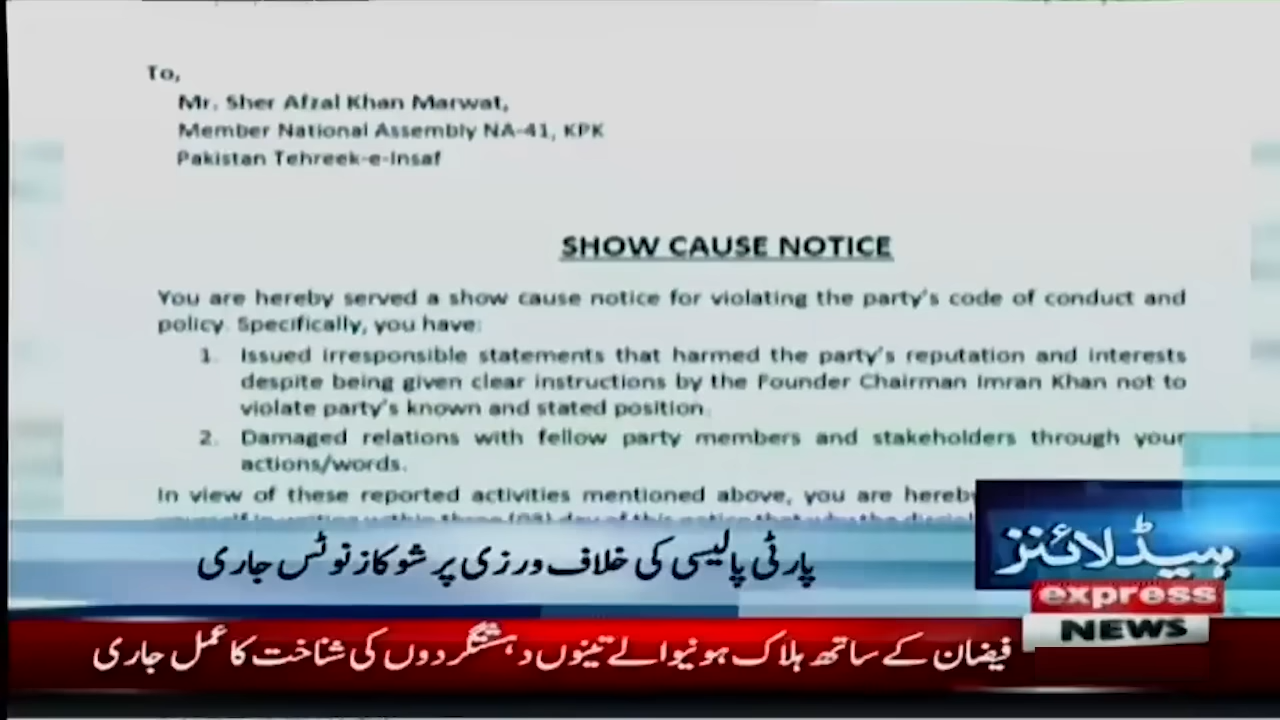 To,
Mr. Sher Afzal Khan Marwat,
Member National Assembly NA-41, KPK
Pakistan Tehreek-e-Insaf
SHOW CAUSE NOTICE
You are hereby served a show cause notice for violating the party's code of conduct and
policy. Specifically, you have:
1. Issued irresponsible statements that harmed the party's reputation and interests
despite being given clear instructions by the Founder Chairman Imran Khan not to
violate party's known and stated position.
2. Damaged relations with fellow party members and stakeholders through your
actions/words.
In view of these reported activities mentioned above, you are hereby
پارٹی پالیسی کی خلاف ورزی پر شوکاز نوٹس جاری
ہیڈلائنز
express
NEWS
فیضان کے ساتھ ہلاک ہونیوالے تینوں دہشتگردوں کی شناخت کا عمل جاری